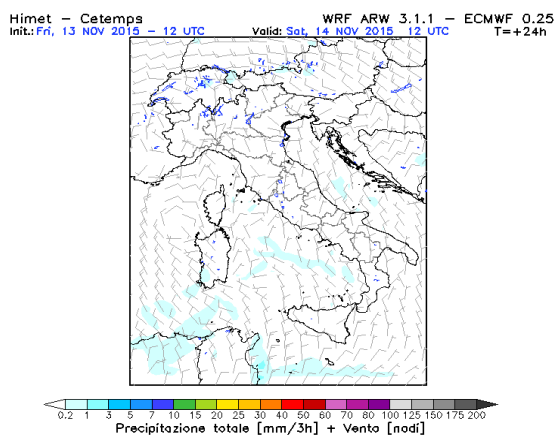 Himet – Cetemps WRF ARW 3.1.1 – ECMWF 0.25
Init.: Fri, 13 NOV 2015 – 12 UTC Valid: Sat, 14 NOV 2015 12 UTC T=+24h
0.2 1 3 5 7 10 15 20 25 30 40 50 60 70 80 100 125 150 175 200
Precipitazione totale [mm/3h] + Vento [nodi]